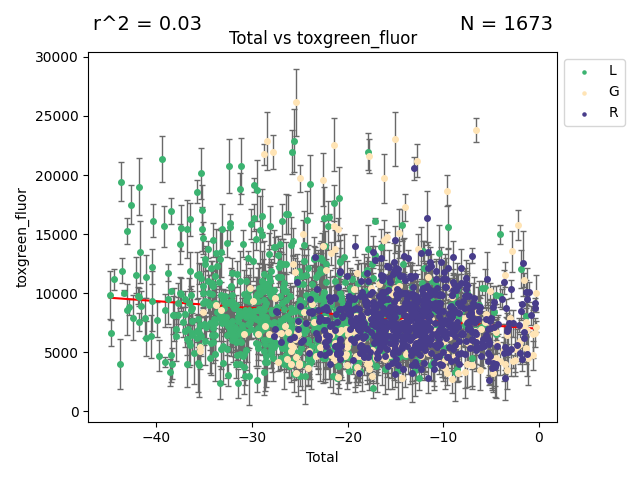 r^2 = 0.03
N = 1673
Total vs toxgreen_fluor
30000
25000
20000
15000
10000
5000
0
toxgreen_fluor
−40
−30
−20
−10
0
Total
L
G
R